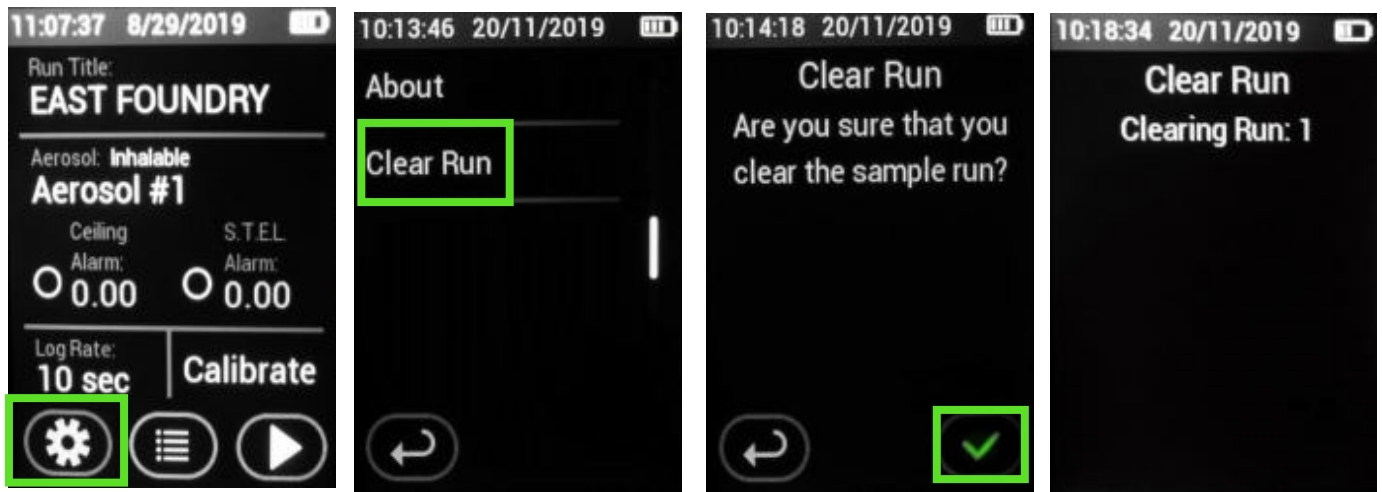 11:07:37 8/29/2019
Run Title:
EAST FOUNDRY
Aerosol: Inhalable
Aerosol #1
Ceiling S.T.E.L.
Alarm: Alarm:
0.00 0.00
Log Rate:
10 sec
Calibrate
10:13:46 20/11/2019
About
Clear Run
10:14:18 20/11/2019
Clear Run
Are you sure that you
clear the sample run?
10:18:34 20/11/2019
Clear Run
Clearing Run: 1